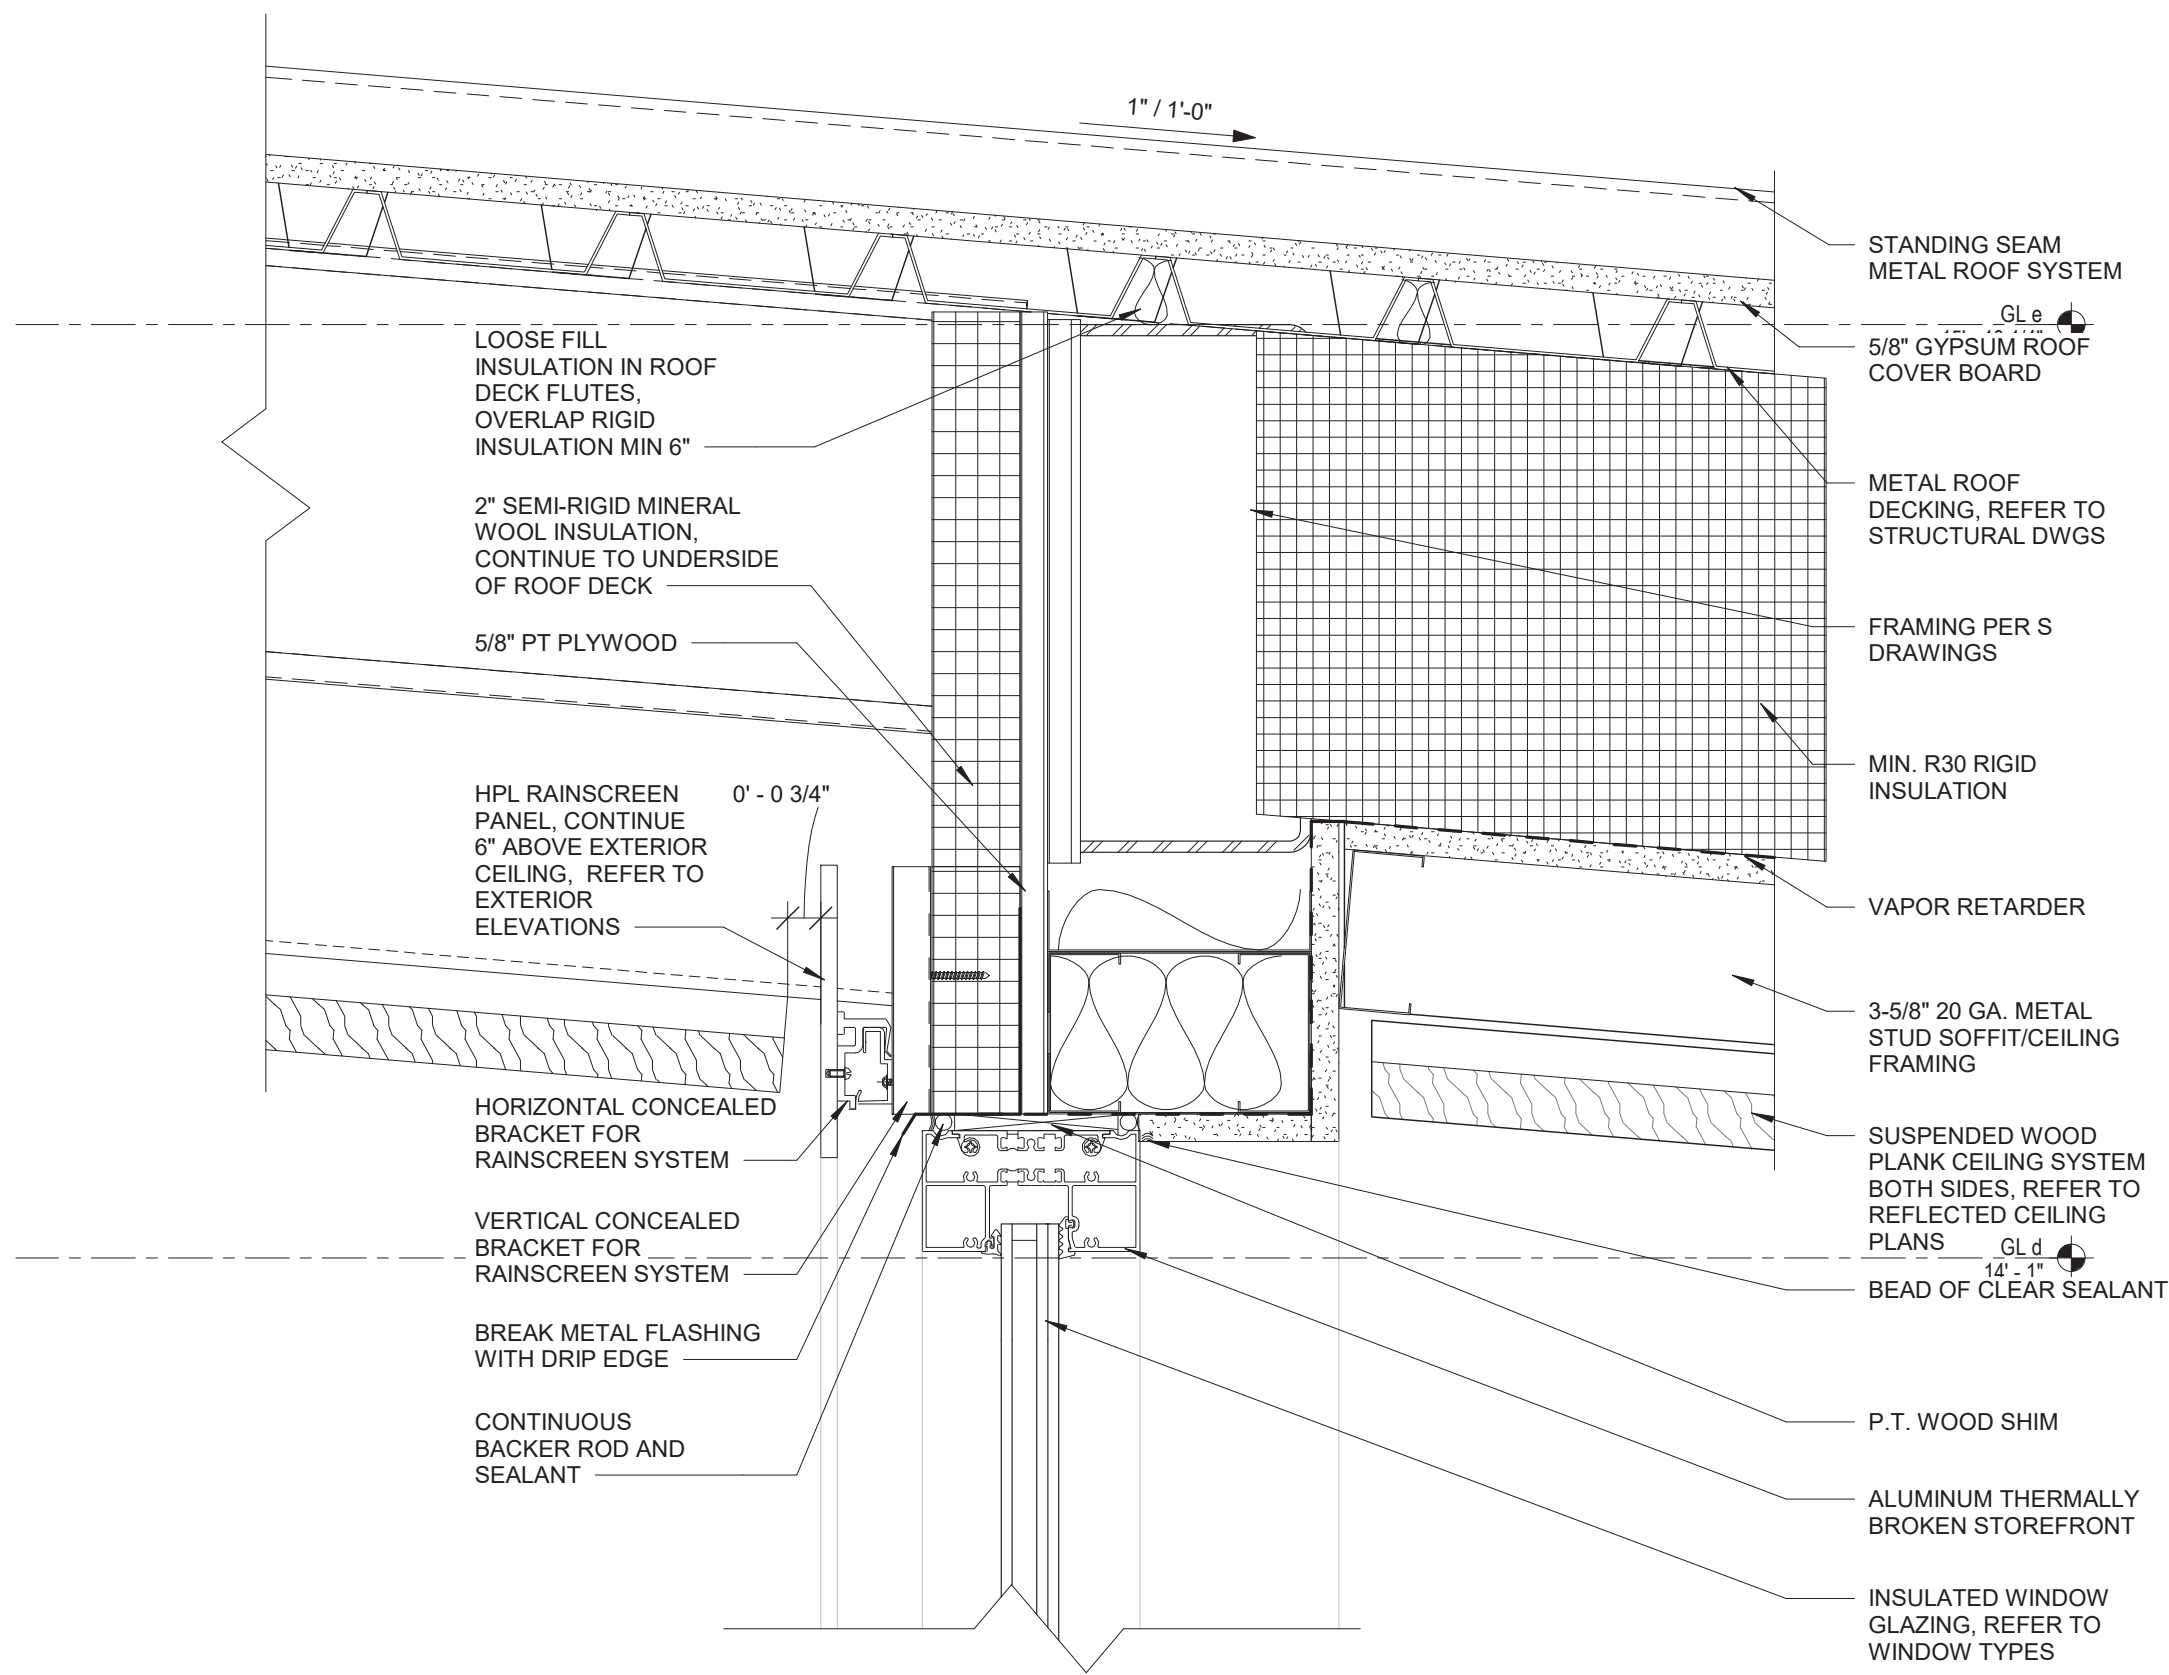 1" / 1'-0"
LOOSE FILL
INSULATION IN ROOF
DECK FLUTES,
OVERLAP RIGID
INSULATION MIN 6"
2" SEMI-RIGID MINERAL
WOOL INSULATION,
CONTINUE TO UNDERSIDE
OF ROOF DECK
5/8" PT PLYWOOD
HPL RAINSCREEN
PANEL, CONTINUE
6" ABOVE EXTERIOR
CEILING, REFER TO
EXTERIOR
ELEVATIONS
0' - 0 3/4"
HORIZONTAL CONCEALED
BRACKET FOR
RAINSCREEN SYSTEM
VERTICAL CONCEALED
BRACKET FOR
RAINSCREEN SYSTEM
BREAK METAL FLASHING
WITH DRIP EDGE
CONTINUOUS
BACKER ROD AND
SEALANT
STANDING SEAM
METAL ROOF SYSTEM
GL e
5/8" GYPSUM ROOF
COVER BOARD
METAL ROOF
DECKING, REFER TO
STRUCTURAL DWGS
FRAMING PER S
DRAWINGS
MIN. R30 RIGID
INSULATION
VAPOR RETARDER
3-5/8" 20 GA. METAL
STUD SOFFIT/CEILING
FRAMING
SUSPENDED WOOD
PLANK CEILING SYSTEM
BOTH SIDES, REFER TO
REFLECTED CEILING
PLANS
GL d
14' - 1"
BEAD OF CLEAR SEALANT
P.T. WOOD SHIM
ALUMINUM THERMALLY
BROKEN STOREFRONT
INSULATED WINDOW
GLAZING, REFER TO
WINDOW TYPES